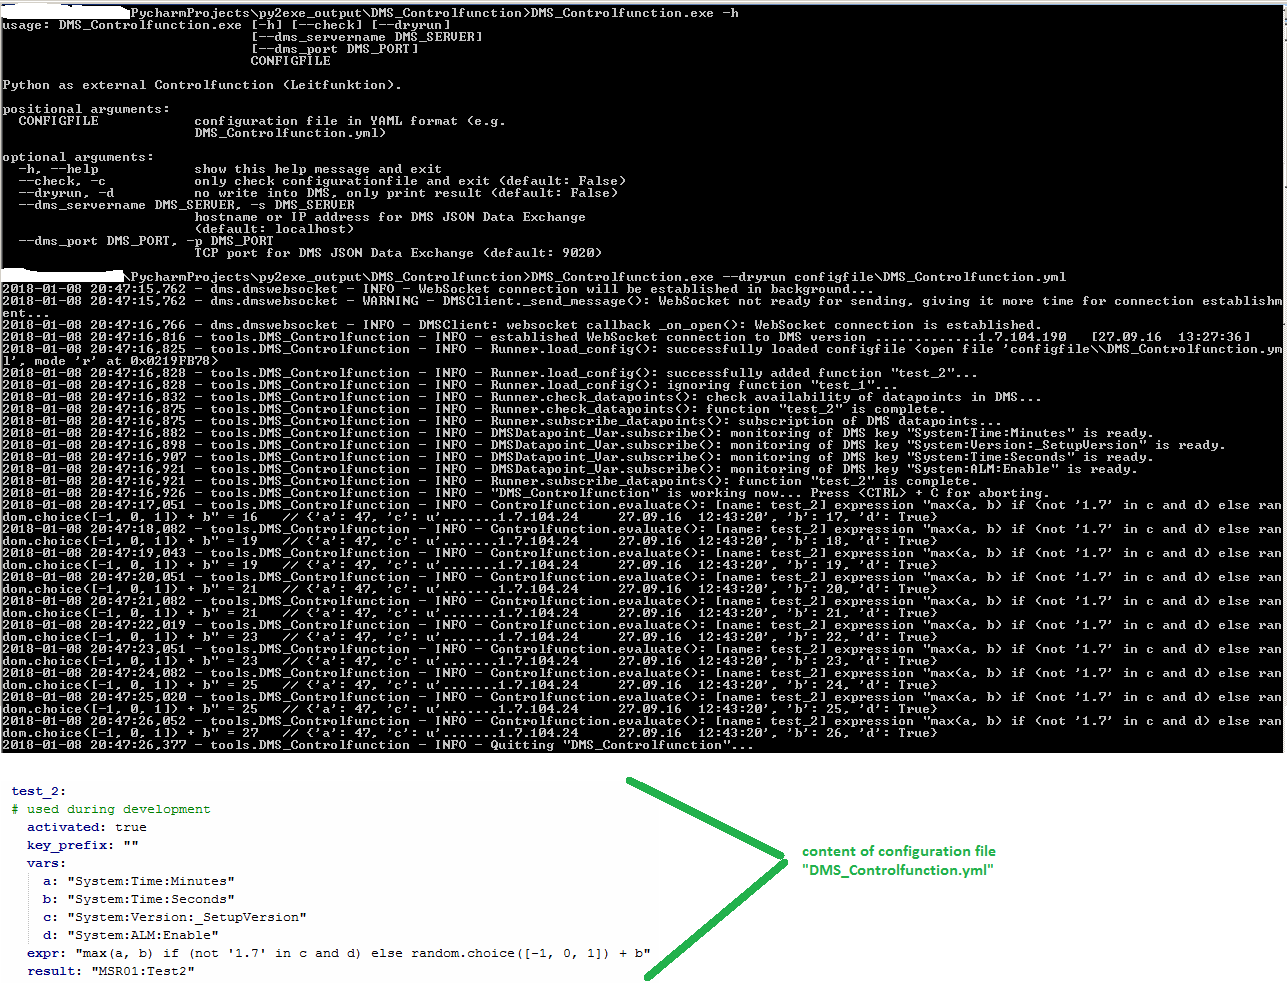 PycharmProjects\py2exe_output\DMS_Controlfunction>DMS_Controlfunction.exe -h
usage: DMS_Controlfunction.exe [-h] [--check] [--dryrun]
[--dms_servername DMS_SERVER]
[--dms_port DMS_PORT]
CONFIGFILE
Python as external Controlfunction (Leitfunktion).
positional arguments:
CONFIGFILE            configuration file in YAML format (e.g.
DMS_Controlfunction.yml)
optional arguments:
-h, --help            show this help message and exit
--check, -c           only check configurationfile and exit (default: False)
--dryrun, -d          no write into DMS, only print result (default: False)
--dms_servername DMS_SERVER, -s DMS_SERVER
hostname or IP address for DMS JSON Data Exchange
(default: localhost)
--dms_port DMS_PORT, -p DMS_PORT
TCP port for DMS JSON Data Exchange (default: 9020)
\PycharmProjects\py2exe_output\DMS_Controlfunction>DMS_Controlfunction.exe --dryrun configfile\DMS_Controlfunction.yml
2018-01-08 20:47:15,762 - dms.dmswebsocket - INFO - WebSocket connection will be established in background...
2018-01-08 20:47:15,762 - dms.dmswebsocket - WARNING - DMSClient._send_message(): WebSocket not ready for sending, giving it more time for connection establishm
ent...
2018-01-08 20:47:16,766 - dms.dmswebsocket - INFO - DMSClient: websocket callback _on_open(): WebSocket connection is established.
2018-01-08 20:47:16,816 - tools.DMS_Controlfunction - INFO - established WebSocket connection to DMS version .............1.7.104.190   [27.09.16  13:27:36]
2018-01-08 20:47:16,825 - tools.DMS_Controlfunction - INFO - Runner.load_config(): successfully loaded configfile <open file 'configfile\\DMS_Controlfunction.ym
l', mode 'r' at 0x0219FB78>
2018-01-08 20:47:16,828 - tools.DMS_Controlfunction - INFO - Runner.load_config(): successfully added function "test_2"...
2018-01-08 20:47:16,828 - tools.DMS_Controlfunction - INFO - Runner.load_config(): ignoring function "test_1"...
2018-01-08 20:47:16,832 - tools.DMS_Controlfunction - INFO - Runner.check_datapoints(): check availability of datapoints in DMS...
2018-01-08 20:47:16,875 - tools.DMS_Controlfunction - INFO - Runner.check_datapoints(): function "test_2" is complete.
2018-01-08 20:47:16,875 - tools.DMS_Controlfunction - INFO - Runner.subscribe_datapoints(): subscription of DMS datapoints...
2018-01-08 20:47:16,882 - tools.DMS_Controlfunction - INFO - DMSDatapoint_Var.subscribe(): monitoring of DMS key "System:Time:Minutes" is ready.
2018-01-08 20:47:16,898 - tools.DMS_Controlfunction - INFO - DMSDatapoint_Var.subscribe(): monitoring of DMS key "System:Version:_SetupVersion" is ready.
2018-01-08 20:47:16,907 - tools.DMS_Controlfunction - INFO - DMSDatapoint_Var.subscribe(): monitoring of DMS key "System:Time:Seconds" is ready.
2018-01-08 20:47:16,921 - tools.DMS_Controlfunction - INFO - DMSDatapoint_Var.subscribe(): monitoring of DMS key "System:ALM:Enable" is ready.
2018-01-08 20:47:16,921 - tools.DMS_Controlfunction - INFO - Runner.subscribe_datapoints(): function "test_2" is complete.
2018-01-08 20:47:16,926 - tools.DMS_Controlfunction - INFO - "DMS_Controlfunction" is working now... Press <CTRL> + C for aborting.
2018-01-08 20:47:17,051 - tools.DMS_Controlfunction - INFO - Controlfunction.evaluate(): [name: test_2] expression "max(a, b) if (not '1.7' in c and d) else ran
dom.choice([-1, 0, 1]) + b" = 16   // {'a': 47, 'c': u'.......1.7.104.24     27.09.16  12:43:20', 'b': 17, 'd': True}
2018-01-08 20:47:18,082 - tools.DMS_Controlfunction - INFO - Controlfunction.evaluate(): [name: test_2] expression "max(a, b) if (not '1.7' in c and d) else ran
dom.choice([-1, 0, 1]) + b" = 19   // {'a': 47, 'c': u'.......1.7.104.24     27.09.16  12:43:20', 'b': 18, 'd': True}
2018-01-08 20:47:19,043 - tools.DMS_Controlfunction - INFO - Controlfunction.evaluate(): [name: test_2] expression "max(a, b) if (not '1.7' in c and d) else ran
dom.choice([-1, 0, 1]) + b" = 19   // {'a': 47, 'c': u'.......1.7.104.24     27.09.16  12:43:20', 'b': 19, 'd': True}
2018-01-08 20:47:20,051 - tools.DMS_Controlfunction - INFO - Controlfunction.evaluate(): [name: test_2] expression "max(a, b) if (not '1.7' in c and d) else ran
dom.choice([-1, 0, 1]) + b" = 21   // {'a': 47, 'c': u'.......1.7.104.24     27.09.16  12:43:20', 'b': 20, 'd': True}
2018-01-08 20:47:21,082 - tools.DMS_Controlfunction - INFO - Controlfunction.evaluate(): [name: test_2] expression "max(a, b) if (not '1.7' in c and d) else ran
dom.choice([-1, 0, 1]) + b" = 21   // {'a': 47, 'c': u'.......1.7.104.24     27.09.16  12:43:20', 'b': 21, 'd': True}
2018-01-08 20:47:22,019 - tools.DMS_Controlfunction - INFO - Controlfunction.evaluate(): [name: test_2] expression "max(a, b) if (not '1.7' in c and d) else ran
dom.choice([-1, 0, 1]) + b" = 23   // {'a': 47, 'c': u'.......1.7.104.24     27.09.16  12:43:20', 'b': 22, 'd': True}
2018-01-08 20:47:23,051 - tools.DMS_Controlfunction - INFO - Controlfunction.evaluate(): [name: test_2] expression "max(a, b) if (not '1.7' in c and d) else ran
dom.choice([-1, 0, 1]) + b" = 23   // {'a': 47, 'c': u'.......1.7.104.24     27.09.16  12:43:20', 'b': 23, 'd': True}
2018-01-08 20:47:24,082 - tools.DMS_Controlfunction - INFO - Controlfunction.evaluate(): [name: test_2] expression "max(a, b) if (not '1.7' in c and d) else ran
dom.choice([-1, 0, 1]) + b" = 25   // {'a': 47, 'c': u'.......1.7.104.24     27.09.16  12:43:20', 'b': 24, 'd': True}
2018-01-08 20:47:25,020 - tools.DMS_Controlfunction - INFO - Controlfunction.evaluate(): [name: test_2] expression "max(a, b) if (not '1.7' in c and d) else ran
dom.choice([-1, 0, 1]) + b" = 25   // {'a': 47, 'c': u'.......1.7.104.24     27.09.16  12:43:20', 'b': 25, 'd': True}
2018-01-08 20:47:26,052 - tools.DMS_Controlfunction - INFO - Controlfunction.evaluate(): [name: test_2] expression "max(a, b) if (not '1.7' in c and d) else ran
dom.choice([-1, 0, 1]) + b" = 27   // {'a': 47, 'c': u'.......1.7.104.24     27.09.16  12:43:20', 'b': 26, 'd': True}
2018-01-08 20:47:26,377 - tools.DMS_Controlfunction - INFO - Quitting "DMS_Controlfunction"...
test_2:
# used during development
activated: true
key_prefix: ""
vars:
a: "System:Time:Minutes"
b: "System:Time:Seconds"
c: "System:Version:_SetupVersion"
d: "System:ALM:Enable"
expr: "max(a, b) if (not '1.7' in c and d) else random.choice([-1, 0, 1]) + b"
result: "MSR01:Test2"
content of configuration file
"DMS_Controlfunction.yml"